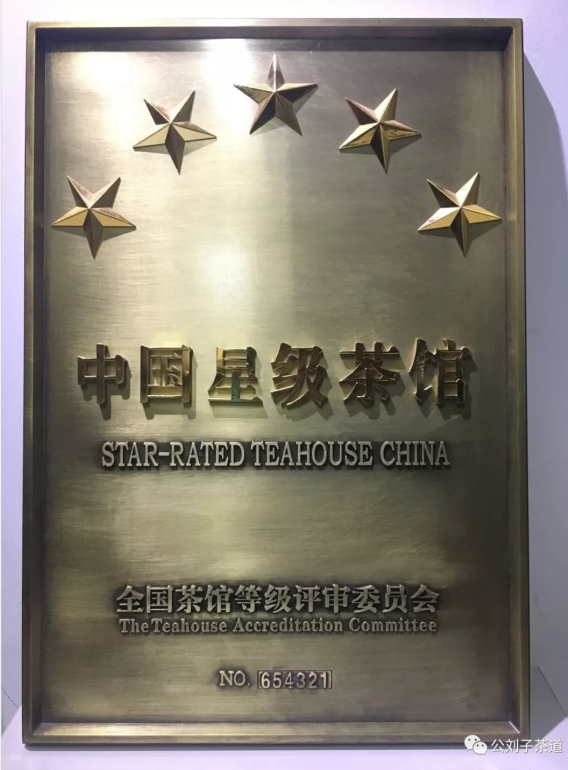 中国星级茶馆
STAR-RATED TEAHOUSE CHINA
全国茶馆等级评审委员会
The Teahouse Accreditation Committee
NO. 654321
公刘子茶道